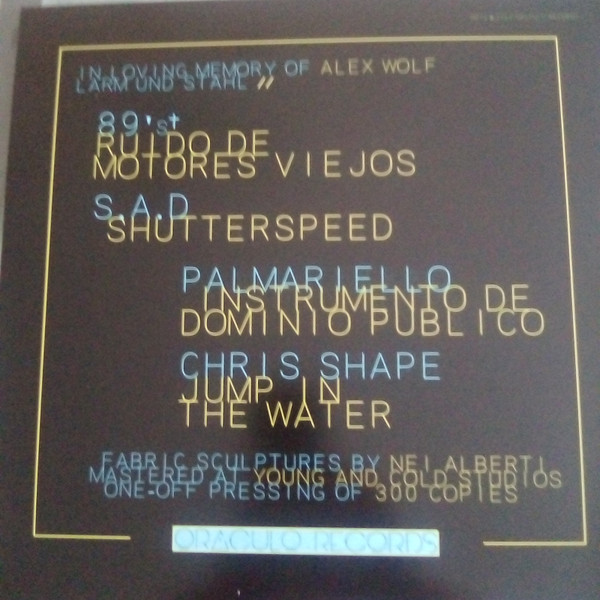 IN LOVING MEMORY OF ALEX WOLF
LARM UND STAHL //
89'st
RUIDO DE
MOTORES VIEJOS
S.A.D
SHUTTERSPEED
PALMARIELLO
INSTRUMENTO DE
DOMINIO PUBLICO
CHRIS SHAPE
JUMP IN
THE WATER
FABRIC SCULPTURES BY NEI ALBERTI
MASTERED AT YOUNG AND COLD STUDIOS
ONE-OFF PRESSING OF 300 COPIES
ORACULO RECORDS